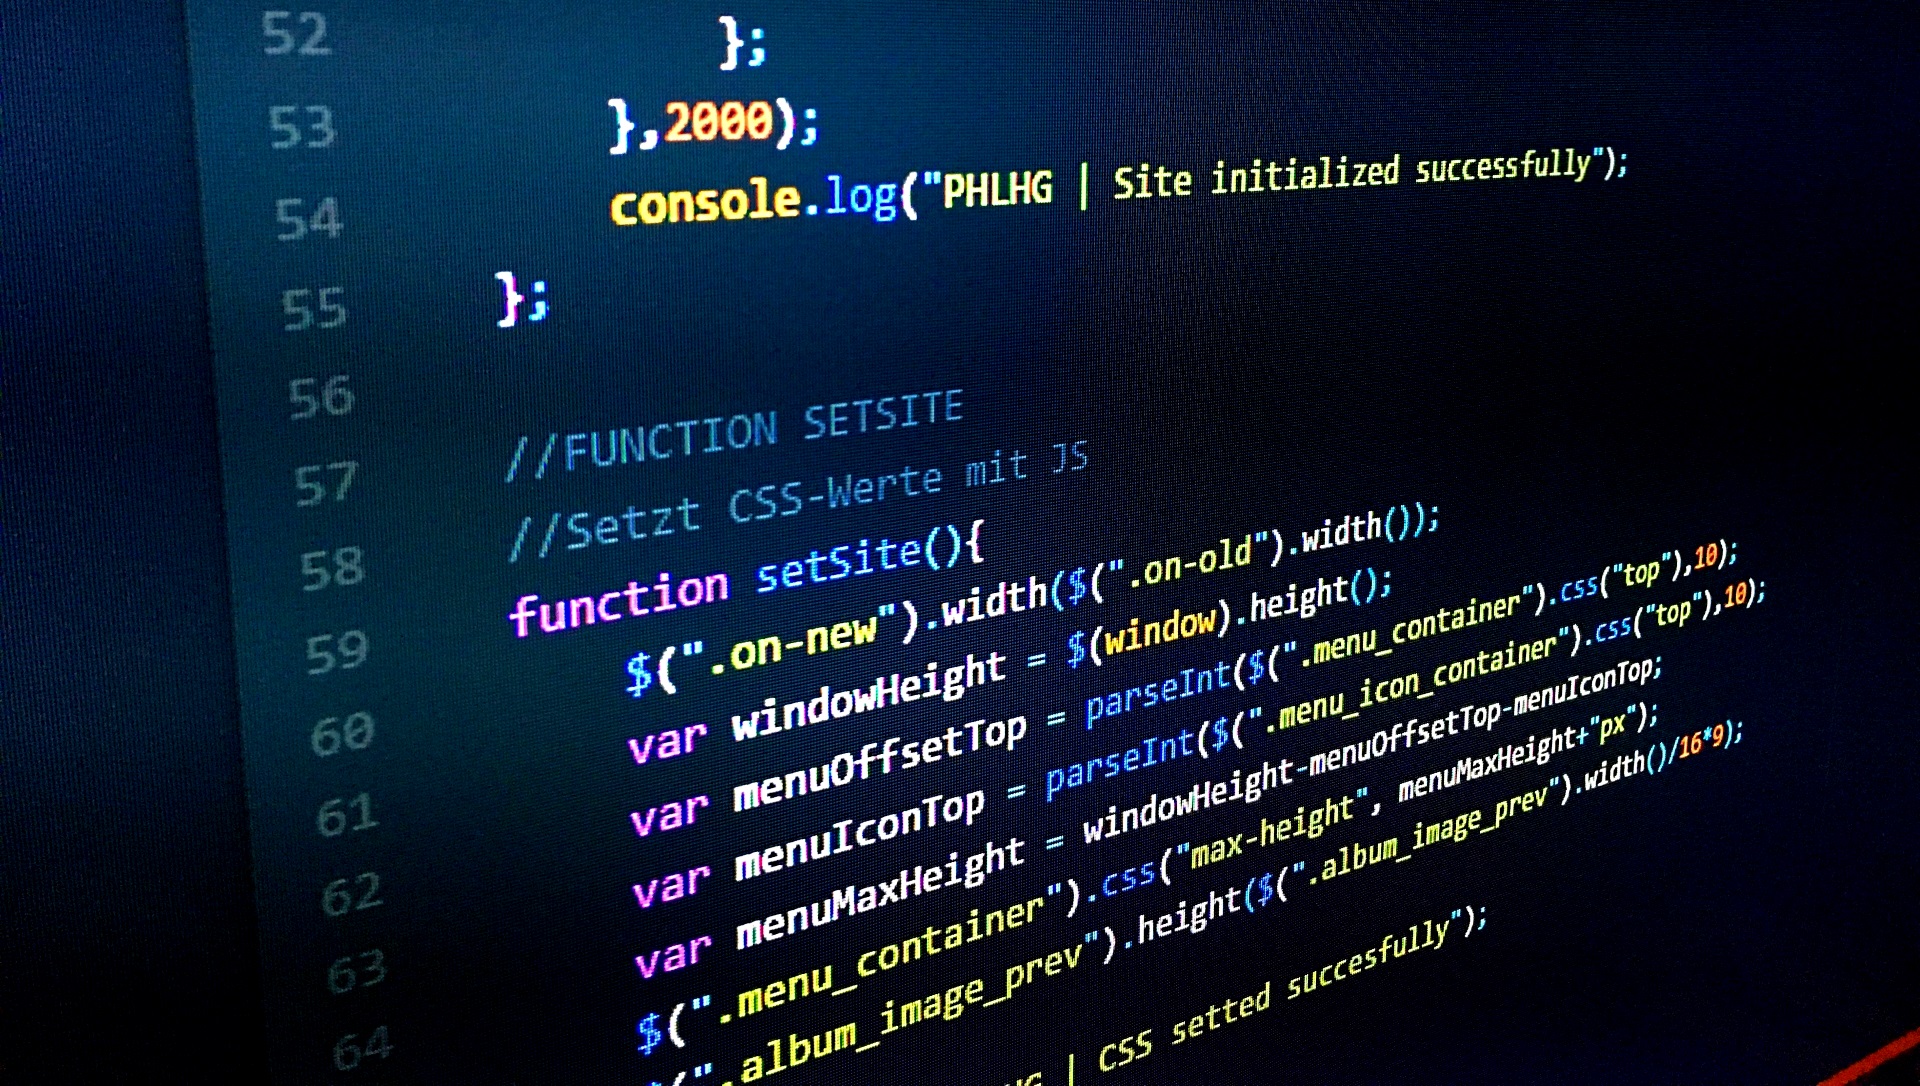 52 };
53 },2000);
54 console.log("PHLHG | Site initialized successfully");
55 };
56
57 //FUNCTION SETSITE
58 //Setzt CSS-Werte mit JS
59 function setSite(){
60 $(".on-new").width($(".on-old").width());
61 var windowHeight = $(window).height();
62 var menuOffsetTop = parseInt($(".menu_container").css("top"),10);
63 var menuIconTop = parseInt($(".menu_icon_container").css("top"),10);
64 var menuMaxHeight = windowHeight-menuOffsetTop-menuIconTop;
$(".menu_container").css("max-height", menuMaxHeight+"px");
$(".album_image_prev").height($(".album_image_prev").width()/16*9);
| CSS setted succesfully");